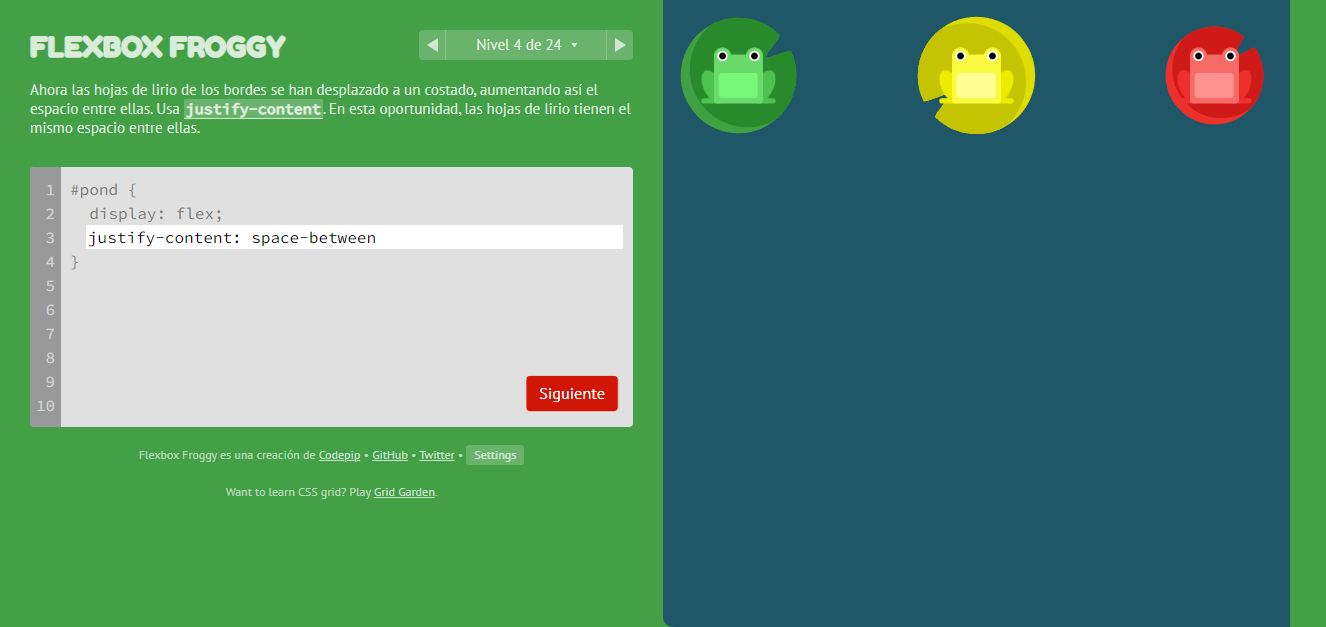 FLEXBOX FROGGY
Nivel 4 de 24
Ahora las hojas de lirio de los bordes se han desplazado a un costado, aumentando así el
espacio entre ellas. Usa justify-content. En esta oportunidad, las hojas de lirio tienen el
mismo espacio entre ellas.
1 #pond {
2 display: flex;
3 justify-content: space-between
4 }
5
6
7
8
9
10
Siguiente
Flexbox Froggy es una creación de Codepip • GitHub • Twitter • Settings
Want to learn CSS grid? Play Grid Garden.